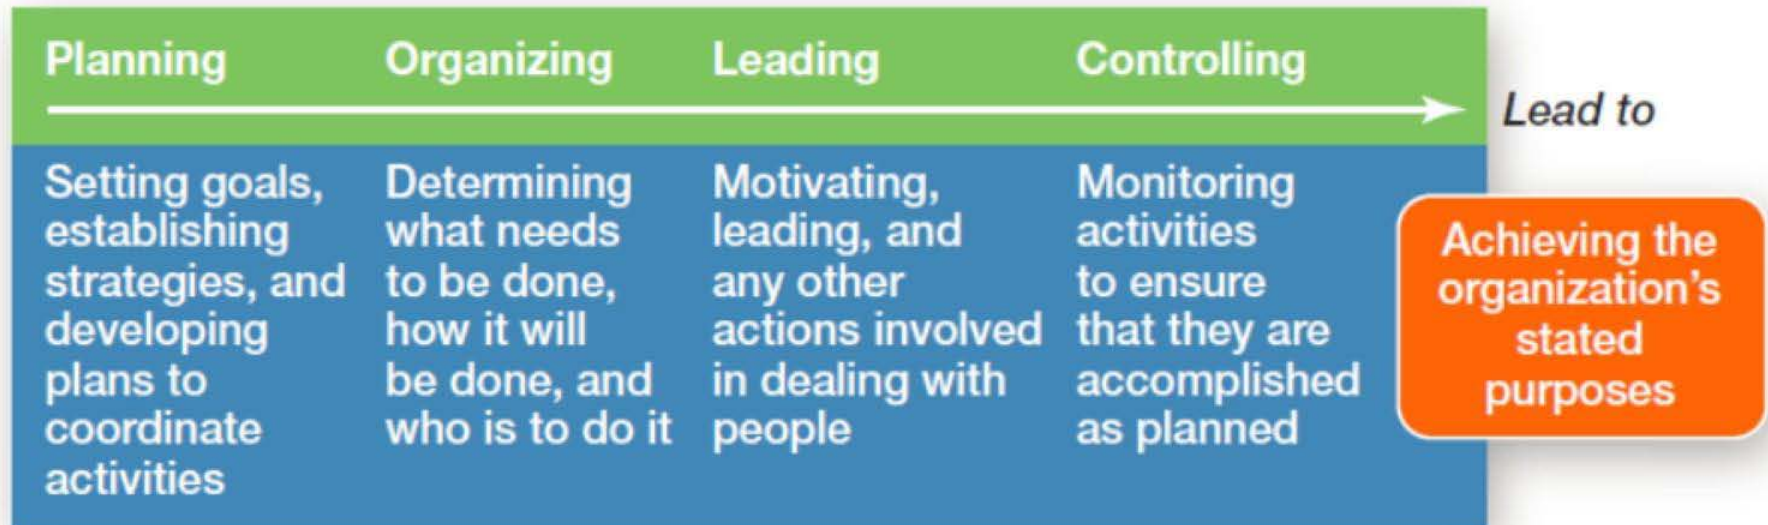 Planning
Organizing
Leading
Controlling
Lead to
Setting goals,
establishing
strategies, and
developing
plans to
coordinate
activities
Determining
what needs
to be done,
how it will
be done, and
who is to do it
Motivating,
leading, and
any other
actions involved
in dealing with
people
Monitoring
activities
to ensure
that they are
accomplished
as planned
Achieving the
organization's
stated
purposes